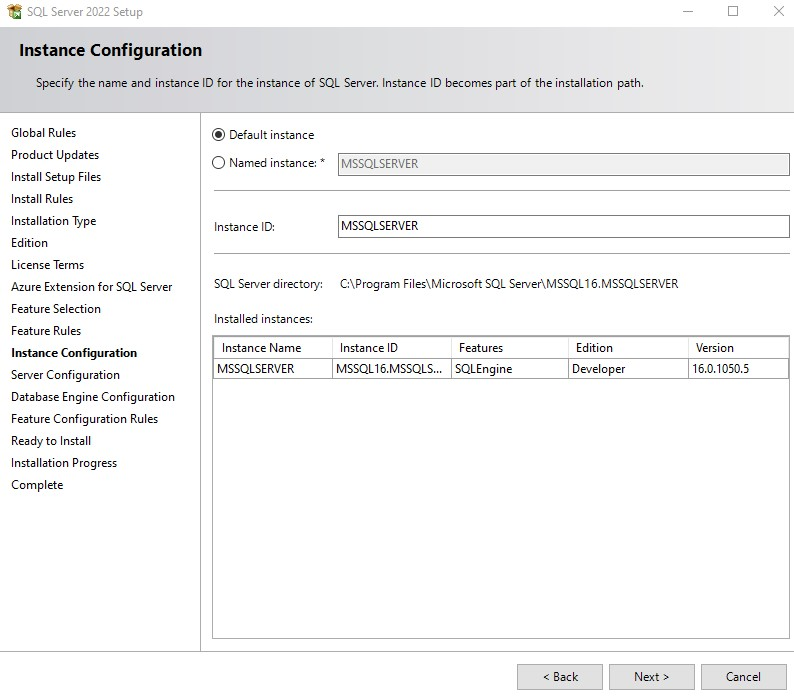 SQL Server 2022 Setup
Instance Configuration
Specify the name and instance ID for the instance of SQL Server. Instance ID becomes part of the installation path.
Global Rules
Product Updates
Install Setup Files
Install Rules
Installation Type
Edition
License Terms
Azure Extension for SQL Server
Feature Selection
Feature Rules
Instance Configuration
Server Configuration
Database Engine Configuration
Feature Configuration Rules
Ready to Install
Installation Progress
Complete
Default instance
Named instance: * MSSQLSERVER
Instance ID: MSSQLSERVER
SQL Server directory: C:\Program Files\Microsoft SQL Server\MSSQL16.MSSQLSERVER
Installed instances:
Instance Name Instance ID Features Edition Version
MSSQLSERVER MSSQL16.MSSQLS... SQLEngine Developer 16.0.1050.5
< Back Next > Cancel